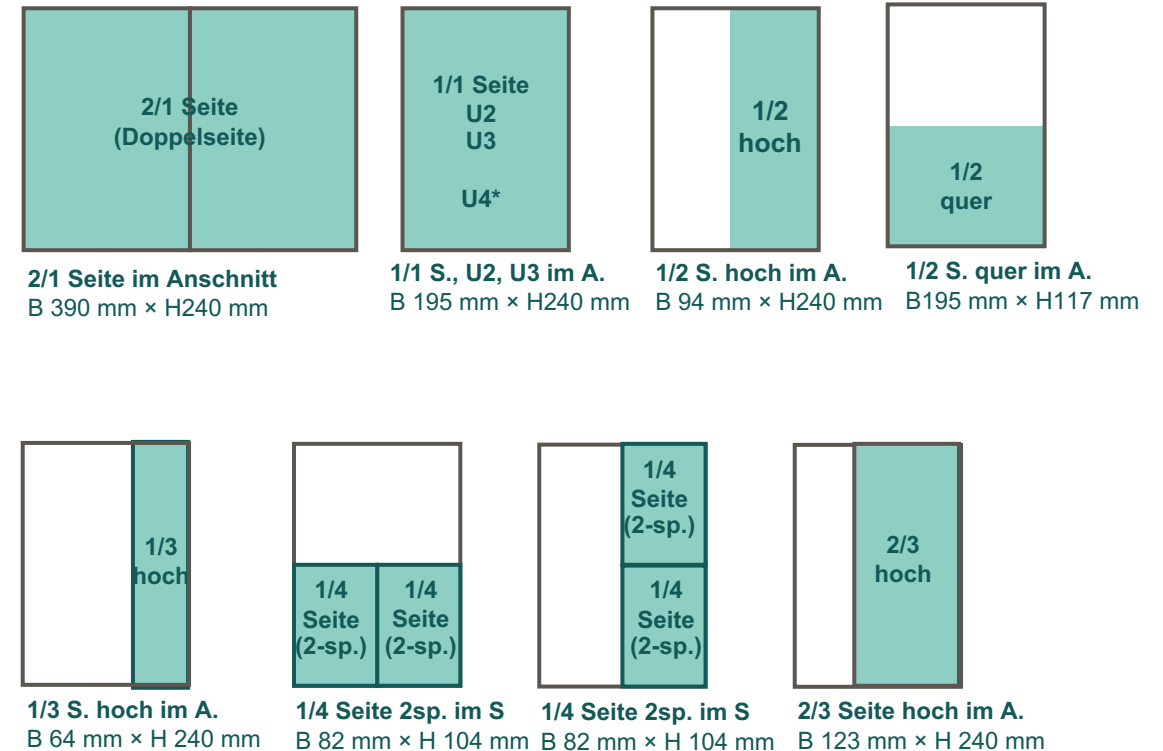 2/1 Seite
(Doppelseite)
1/1 Seite
U2
U3
U4*
1/2
hoch
1/2
quer
2/1 Seite im Anschnitt
B 390 mm × H240 mm
1/1 S., U2, U3 im A.
B 195 mm × H240 mm
1/2 S. hoch im A.
B 94 mm × H240 mm
1/2 S. quer im A.
B195 mm × H117 mm
1/3
hoch
1/4
Seite
(2-sp.)
1/4
Seite
(2-sp.)
1/4
Seite
(2-sp.)
1/4
Seite
(2-sp.)
2/3
hoch
1/3 S. hoch im A.
B 64 mm × H 240 mm
1/4 Seite 2sp. im S
B 82 mm × H 104 mm
1/4 Seite 2sp. im S
B 82 mm × H 104 mm
2/3 Seite hoch im A.
B 123 mm × H 240 mm